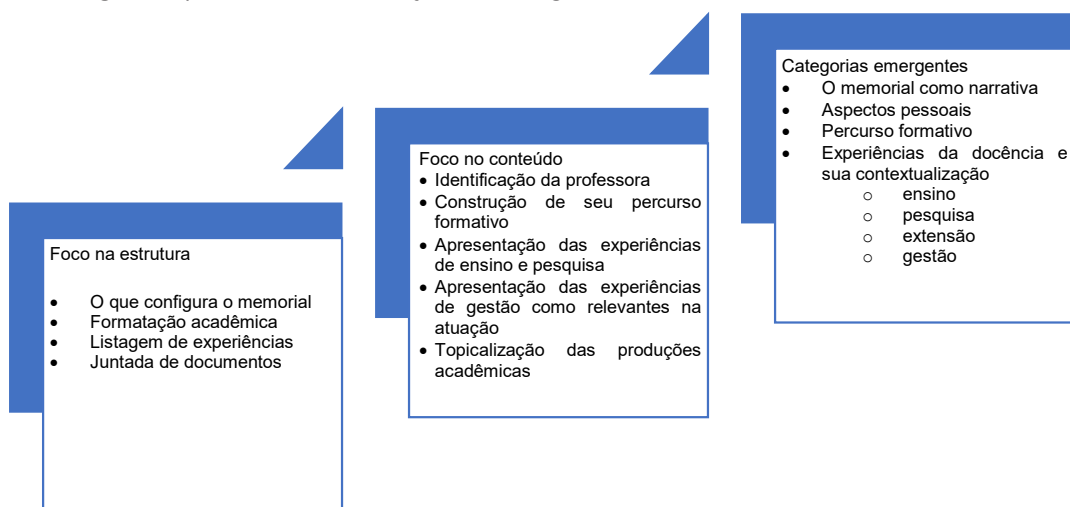 Foco na estrutura
• O que configura o memorial
• Formatação acadêmica
• Listagem de experiências
• Juntada de documentos
Foco no conteúdo
• Identificação da professora
• Construção de seu percurso
formativo
• Apresentação das experiências
de ensino e pesquisa
• Apresentação das experiências
de gestão como relevantes na
atuação
• Topicalização das produções
acadêmicas
Categorias emergentes
• O memorial como narrativa
• Aspectos pessoais
• Percurso formativo
• Experiências da docência e
sua contextualização
o ensino
o pesquisa
o extensão
o gestão